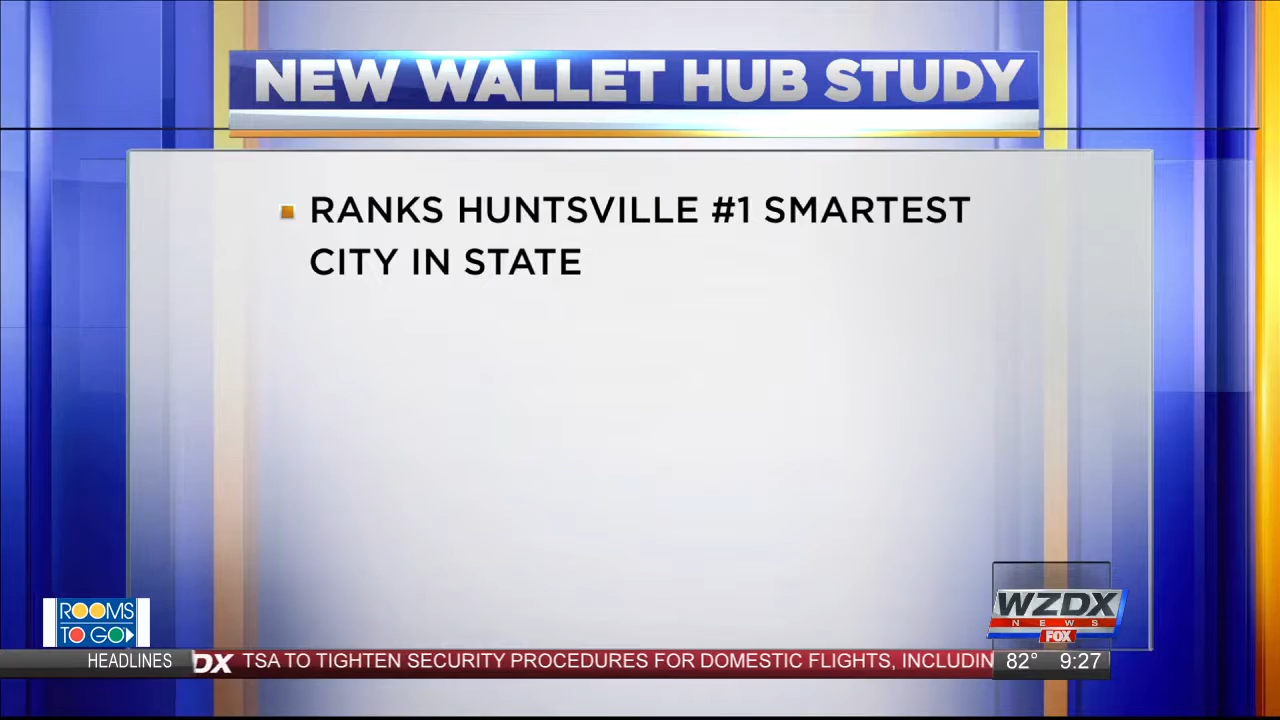 NEW WALLET HUB STUDY
RANKS HUNTSVILLE #1 SMARTEST
CITY IN STATE
ROOMS
TO GO
WZDX
NEWS
FOX
HEADLINES
DX TSA TO TIGHTEN SECURITY PROCEDURES FOR DOMESTIC FLIGHTS, INCLUDIN
82° 9:27